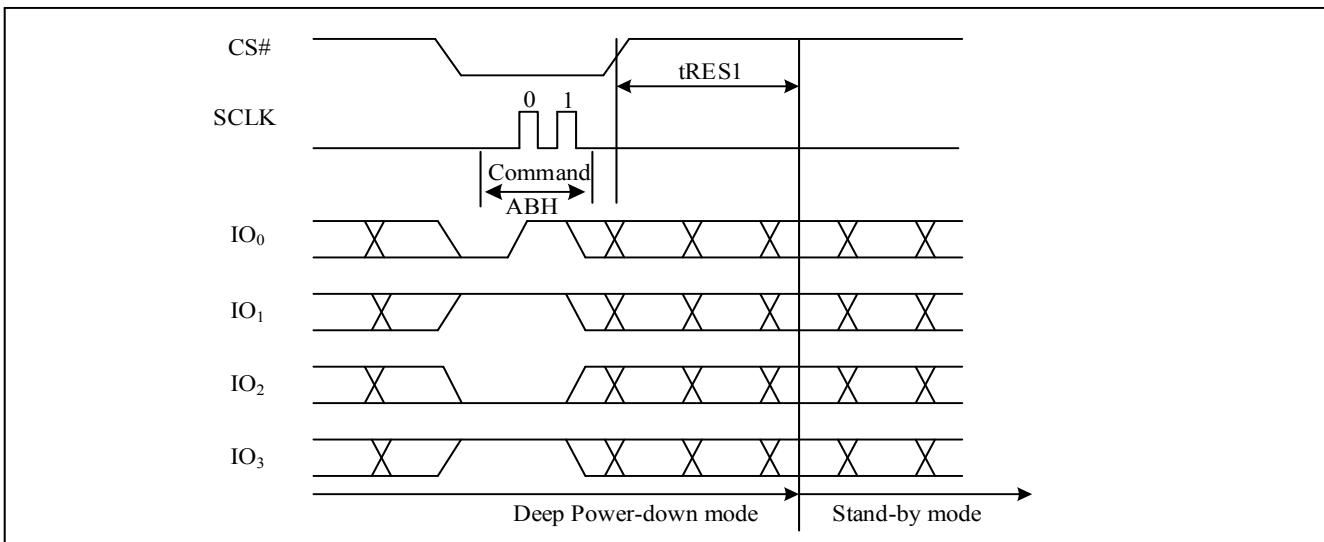 CS#
tRES1
0 1
SCLK
Command
ABH
IO0
IO1
IO2
IO3
Deep Power-down mode Stand-by mode